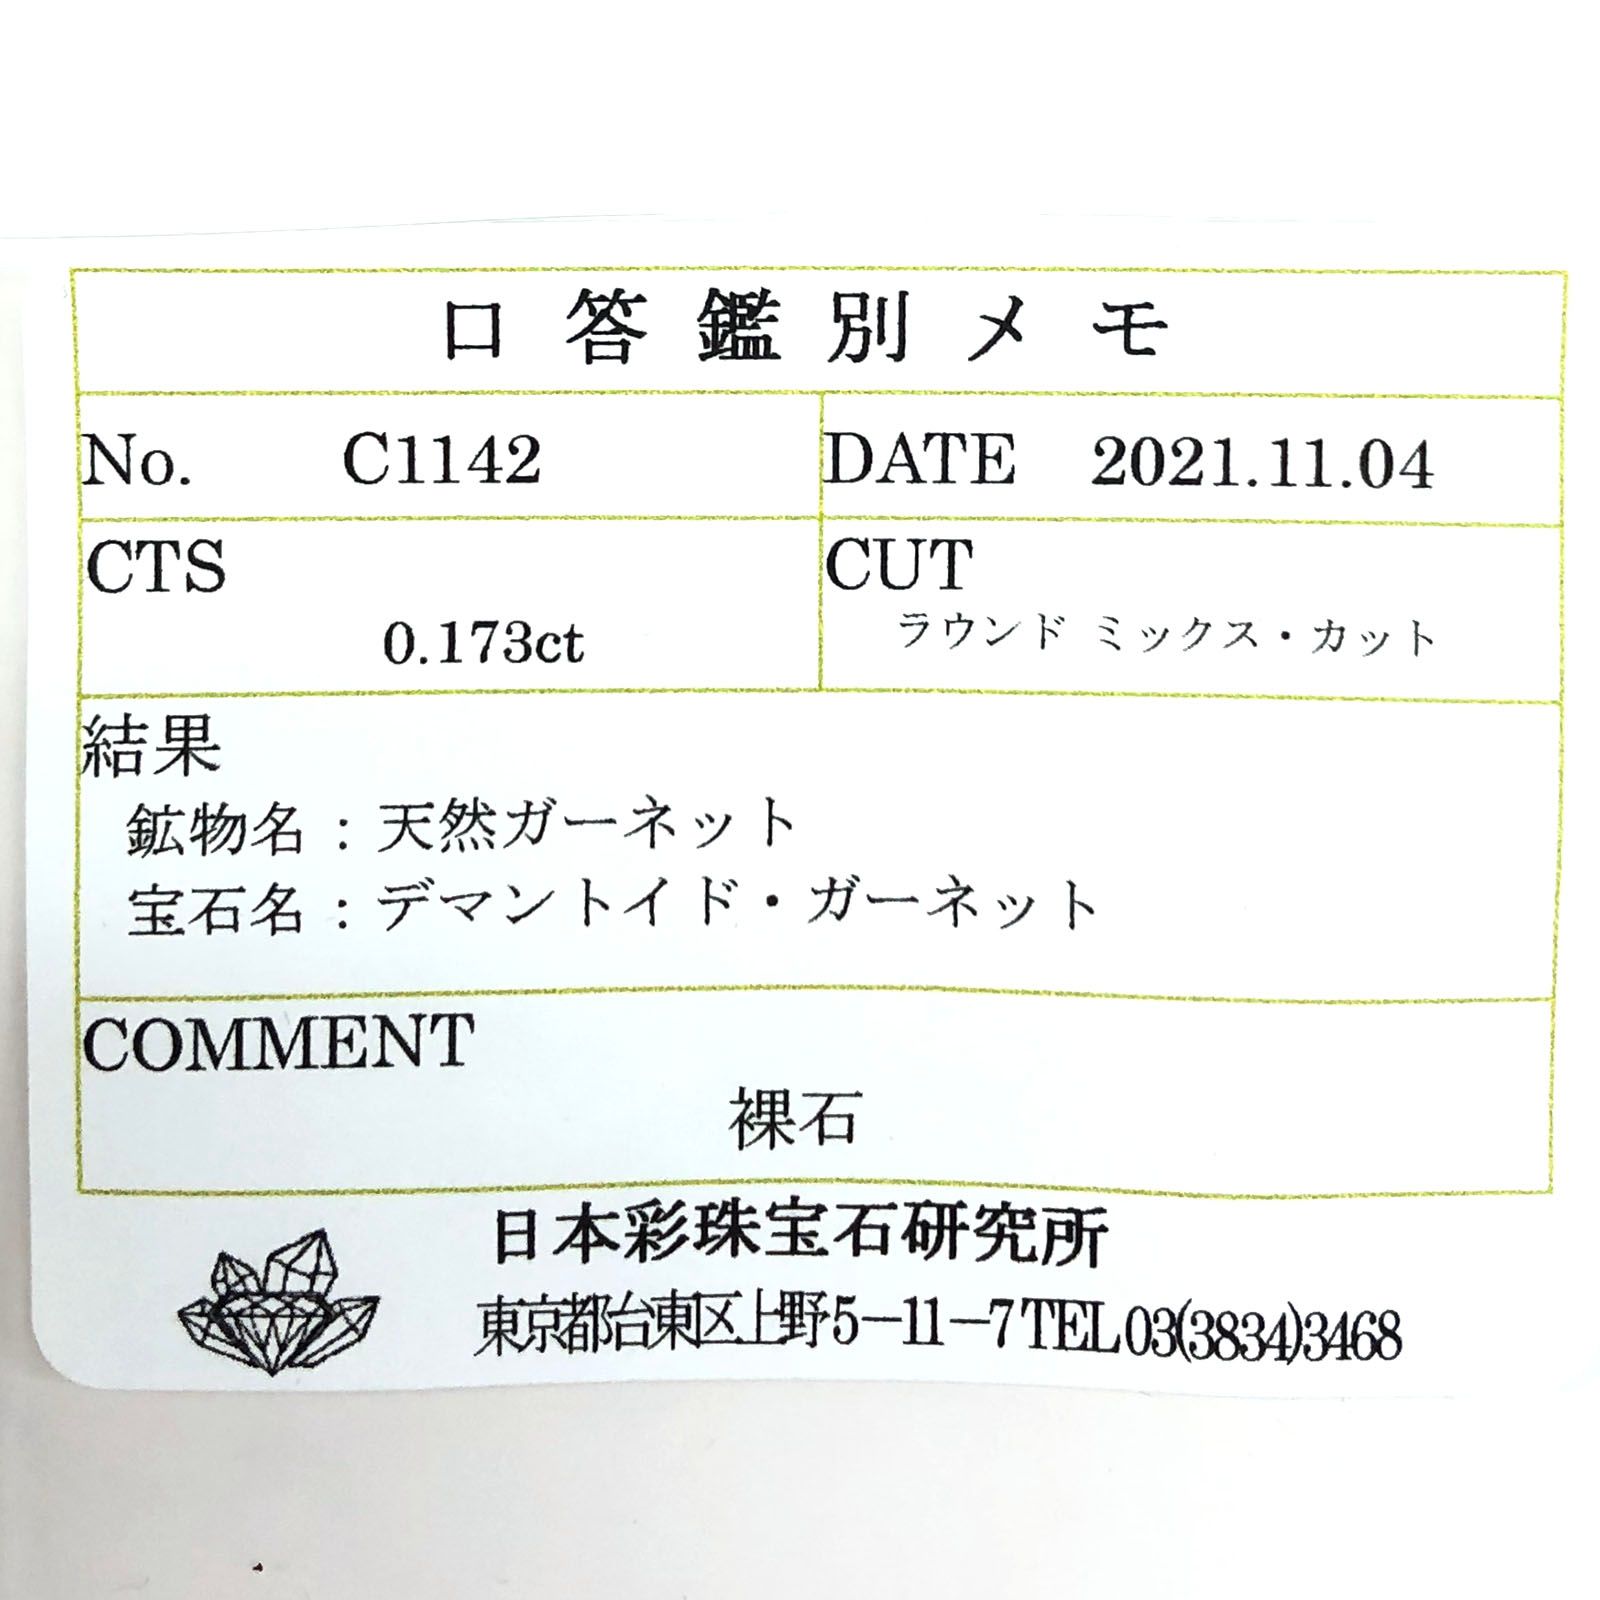 口答鑑別メモ
No. C1142 DATE 2021.11.04
CTS CUT
0.173ct ラウンド ミックス・カット
結果
鉱物名：天然ガーネット
宝石名：デマントイド・ガーネット
COMMENT
裸石
日本彩珠宝石研究所
東京都台東区上野5－11－7 TEL 03(3834)3468